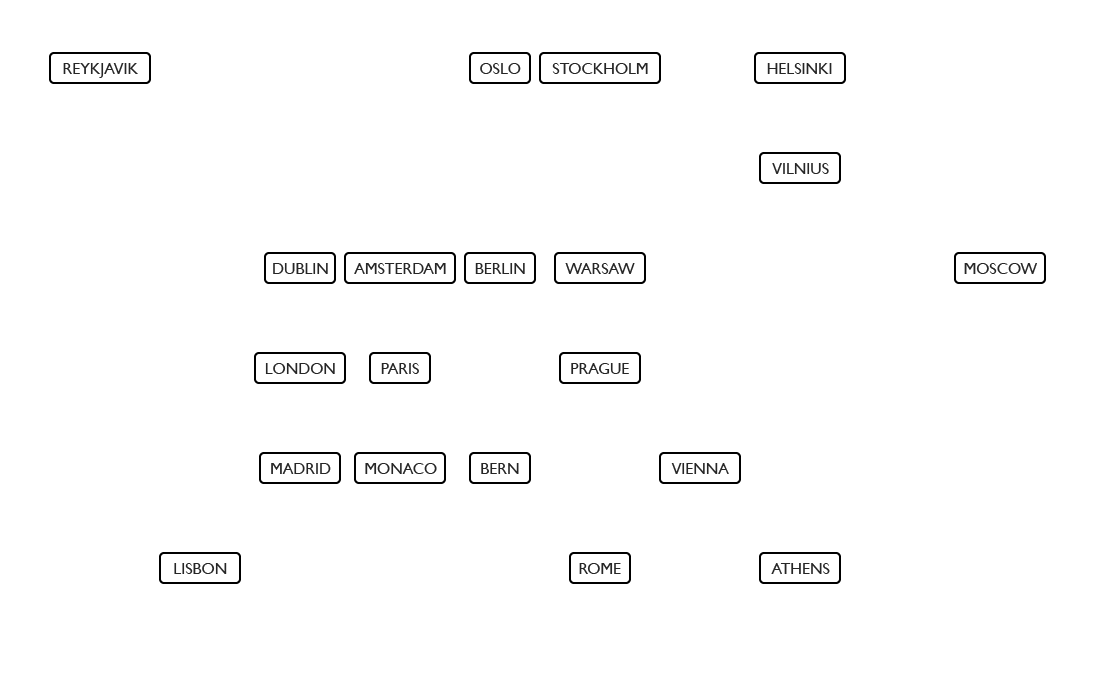 REYKJAVIK OSLO STOCKHOLM HELSINKI
VILNIUS
DUBLIN AMSTERDAM BERLIN WARSAW MOSCOW
LONDON PARIS PRAGUE
MADRID MONACO BERN VIENNA
LISBON ROME ATHENS